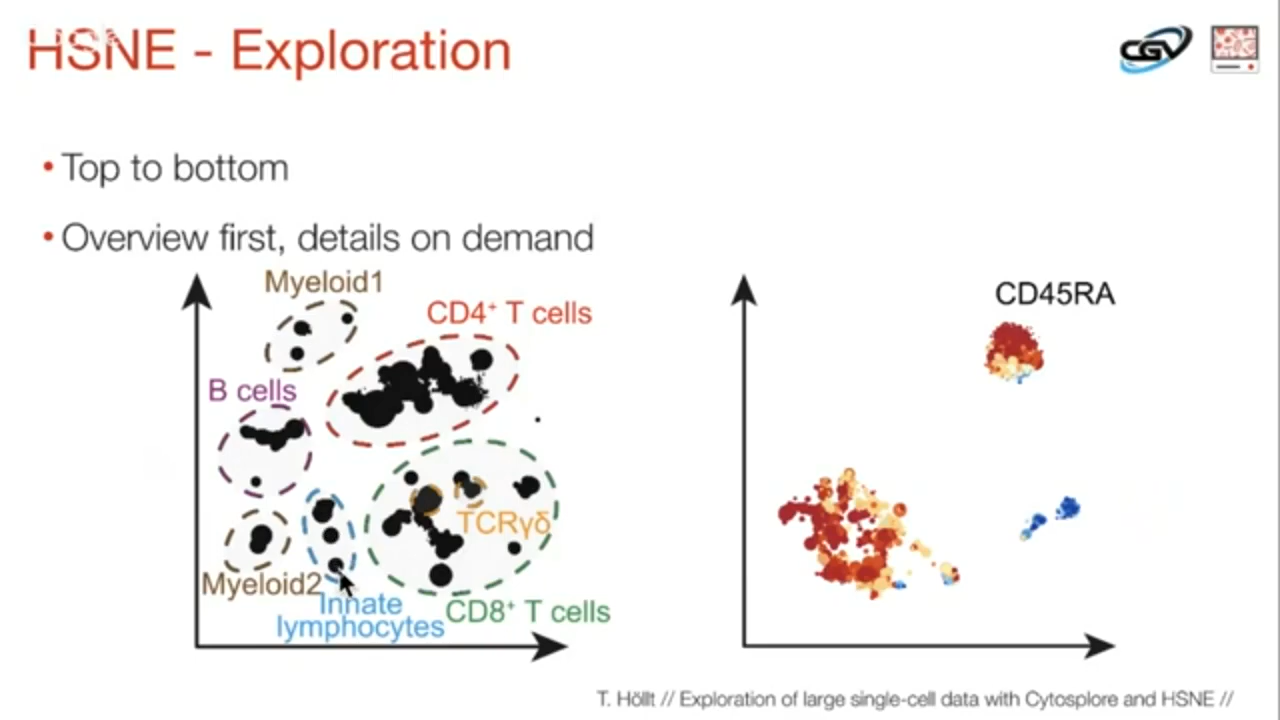 HSNE - Exploration
CGV
• Top to bottom
• Overview first, details on demand
Myeloid1
CD4⁺ T cells
B cells
TCRγδ
Myeloid2
Innate
lymphocytes
CD8⁺ T cells
CD45RA
T. Höllt // Exploration of large single-cell data with Cytosplore and HSNE //